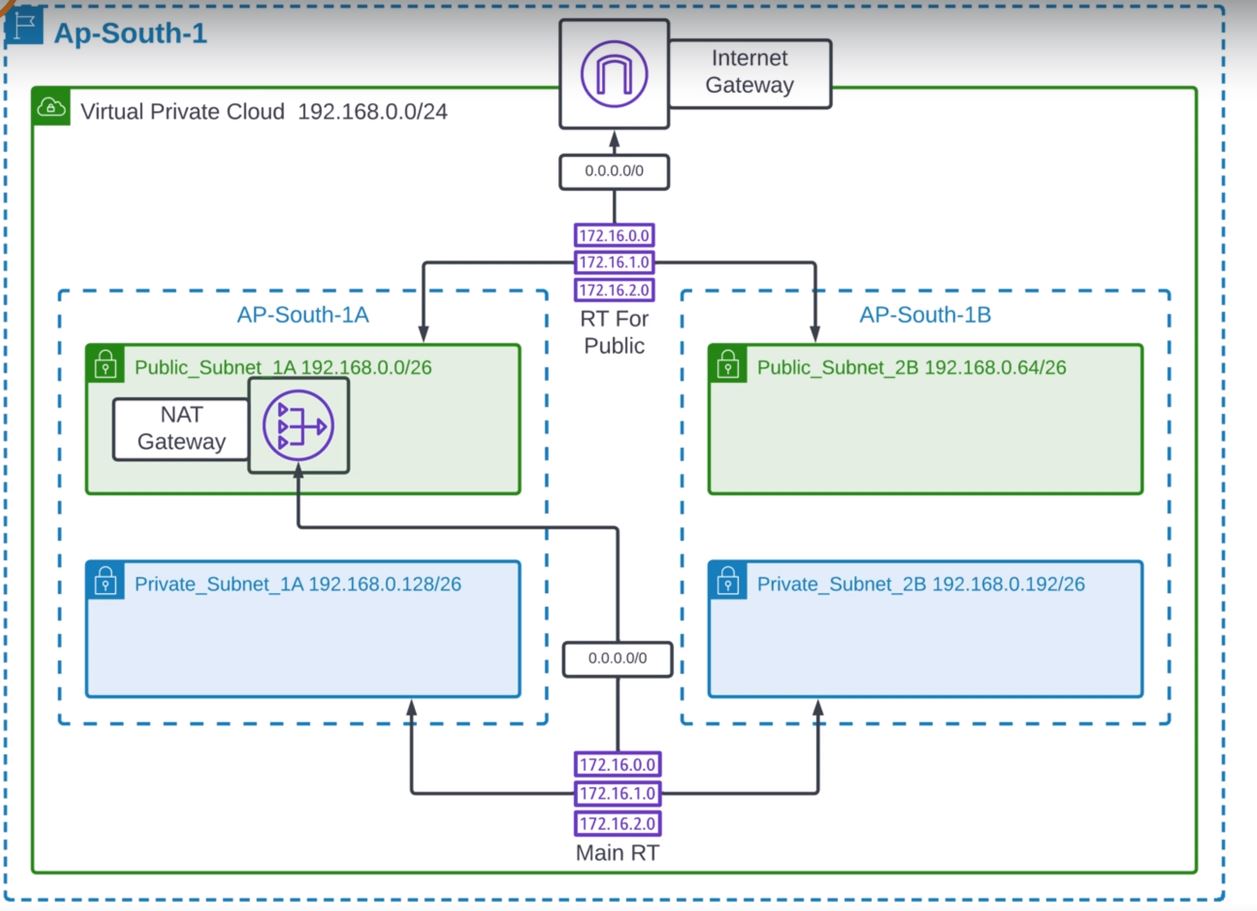 Ap-South-1
Internet
Gateway
Virtual Private Cloud 192.168.0.0/24
0.0.0.0/0
172.16.0.0
172.16.1.0
172.16.2.0
RT For
Public
AP-South-1A
AP-South-1B
Public_Subnet_1A 192.168.0.0/26
Public_Subnet_2B 192.168.0.64/26
NAT
Gateway
Private_Subnet_1A 192.168.0.128/26
Private_Subnet_2B 192.168.0.192/26
0.0.0.0/0
172.16.0.0
172.16.1.0
172.16.2.0
Main RT